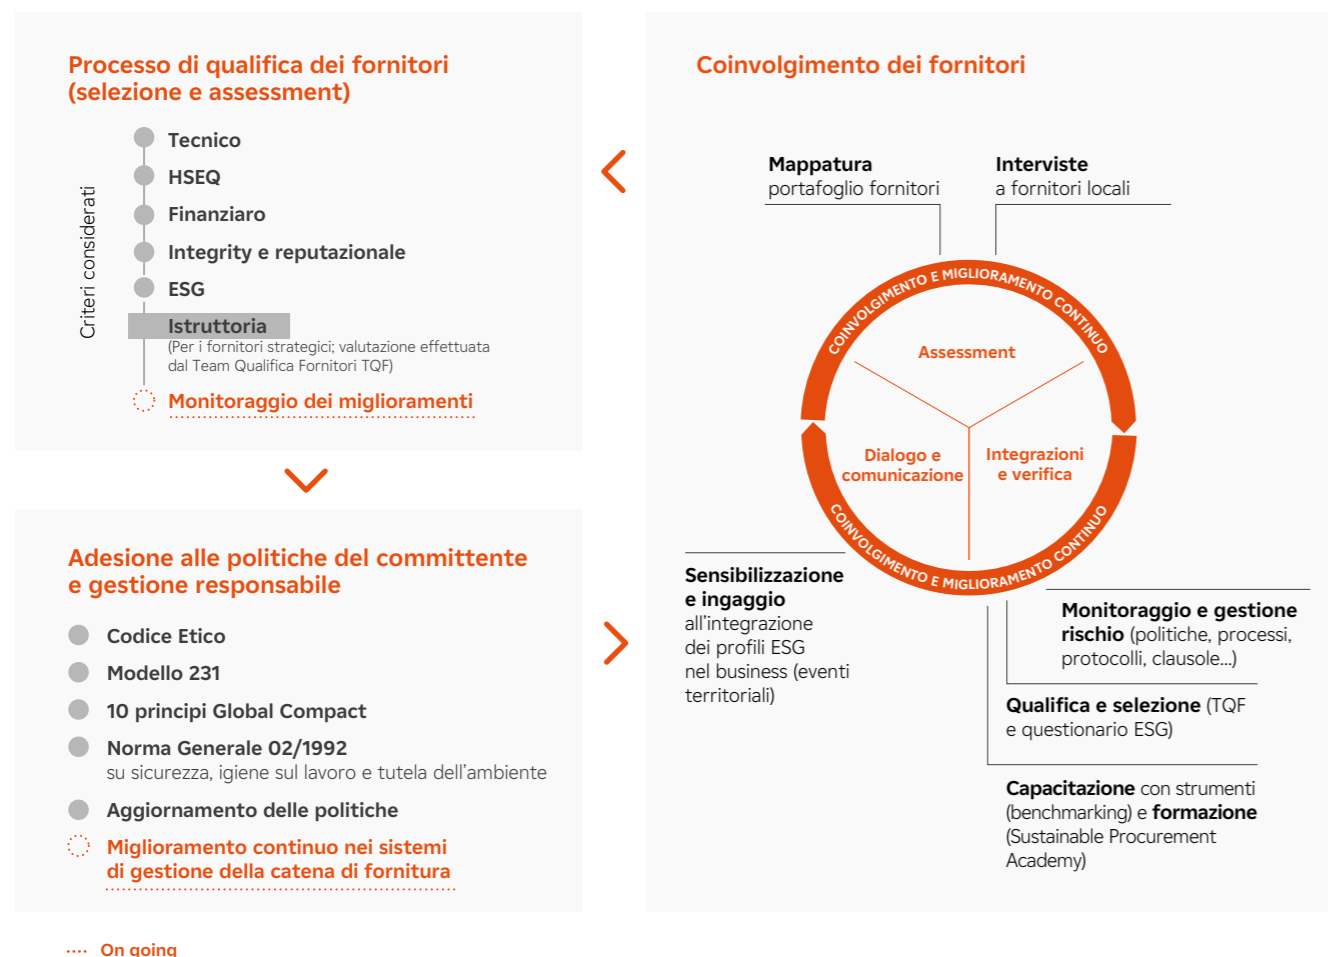 Processo di qualifica dei fornitori
(selezione e assessment)
Criteri considerati
Tecnico
HSEQ
Finanziaro
Integrity e reputazionale
ESG
Istruttoria
(Per i fornitori strategici; valutazione effettuata
dal Team Qualifica Fornitori TQF)
Monitoraggio dei miglioramenti
Adesione alle politiche del committente
e gestione responsabile
Codice Etico
Modello 231
10 principi Global Compact
Norma Generale 02/1992
su sicurezza, igiene sul lavoro e tutela dell'ambiente
Aggiornamento delle politiche
Miglioramento continuo nei sistemi
di gestione della catena di fornitura
Coinvolgimento dei fornitori
Mappatura
portafoglio fornitori
Interviste
a fornitori locali
COINVOLGIMENTO E MIGLIORAMENTO CONTINUO
Assessment
Dialogo e
comunicazione
Integrazioni
e verifica
COINVOLGIMENTO E MIGLIORAMENTO CONTINUO
Sensibilizzazione
e ingaggio
all'integrazione
dei profili ESG
nel business (eventi
territoriali)
Monitoraggio e gestione
rischio (politiche, processi,
protocolli, clausole...)
Qualifica e selezione (TQF
e questionario ESG)
Capacitazione con strumenti
(benchmarking) e formazione
(Sustainable Procurement
Academy)
On going